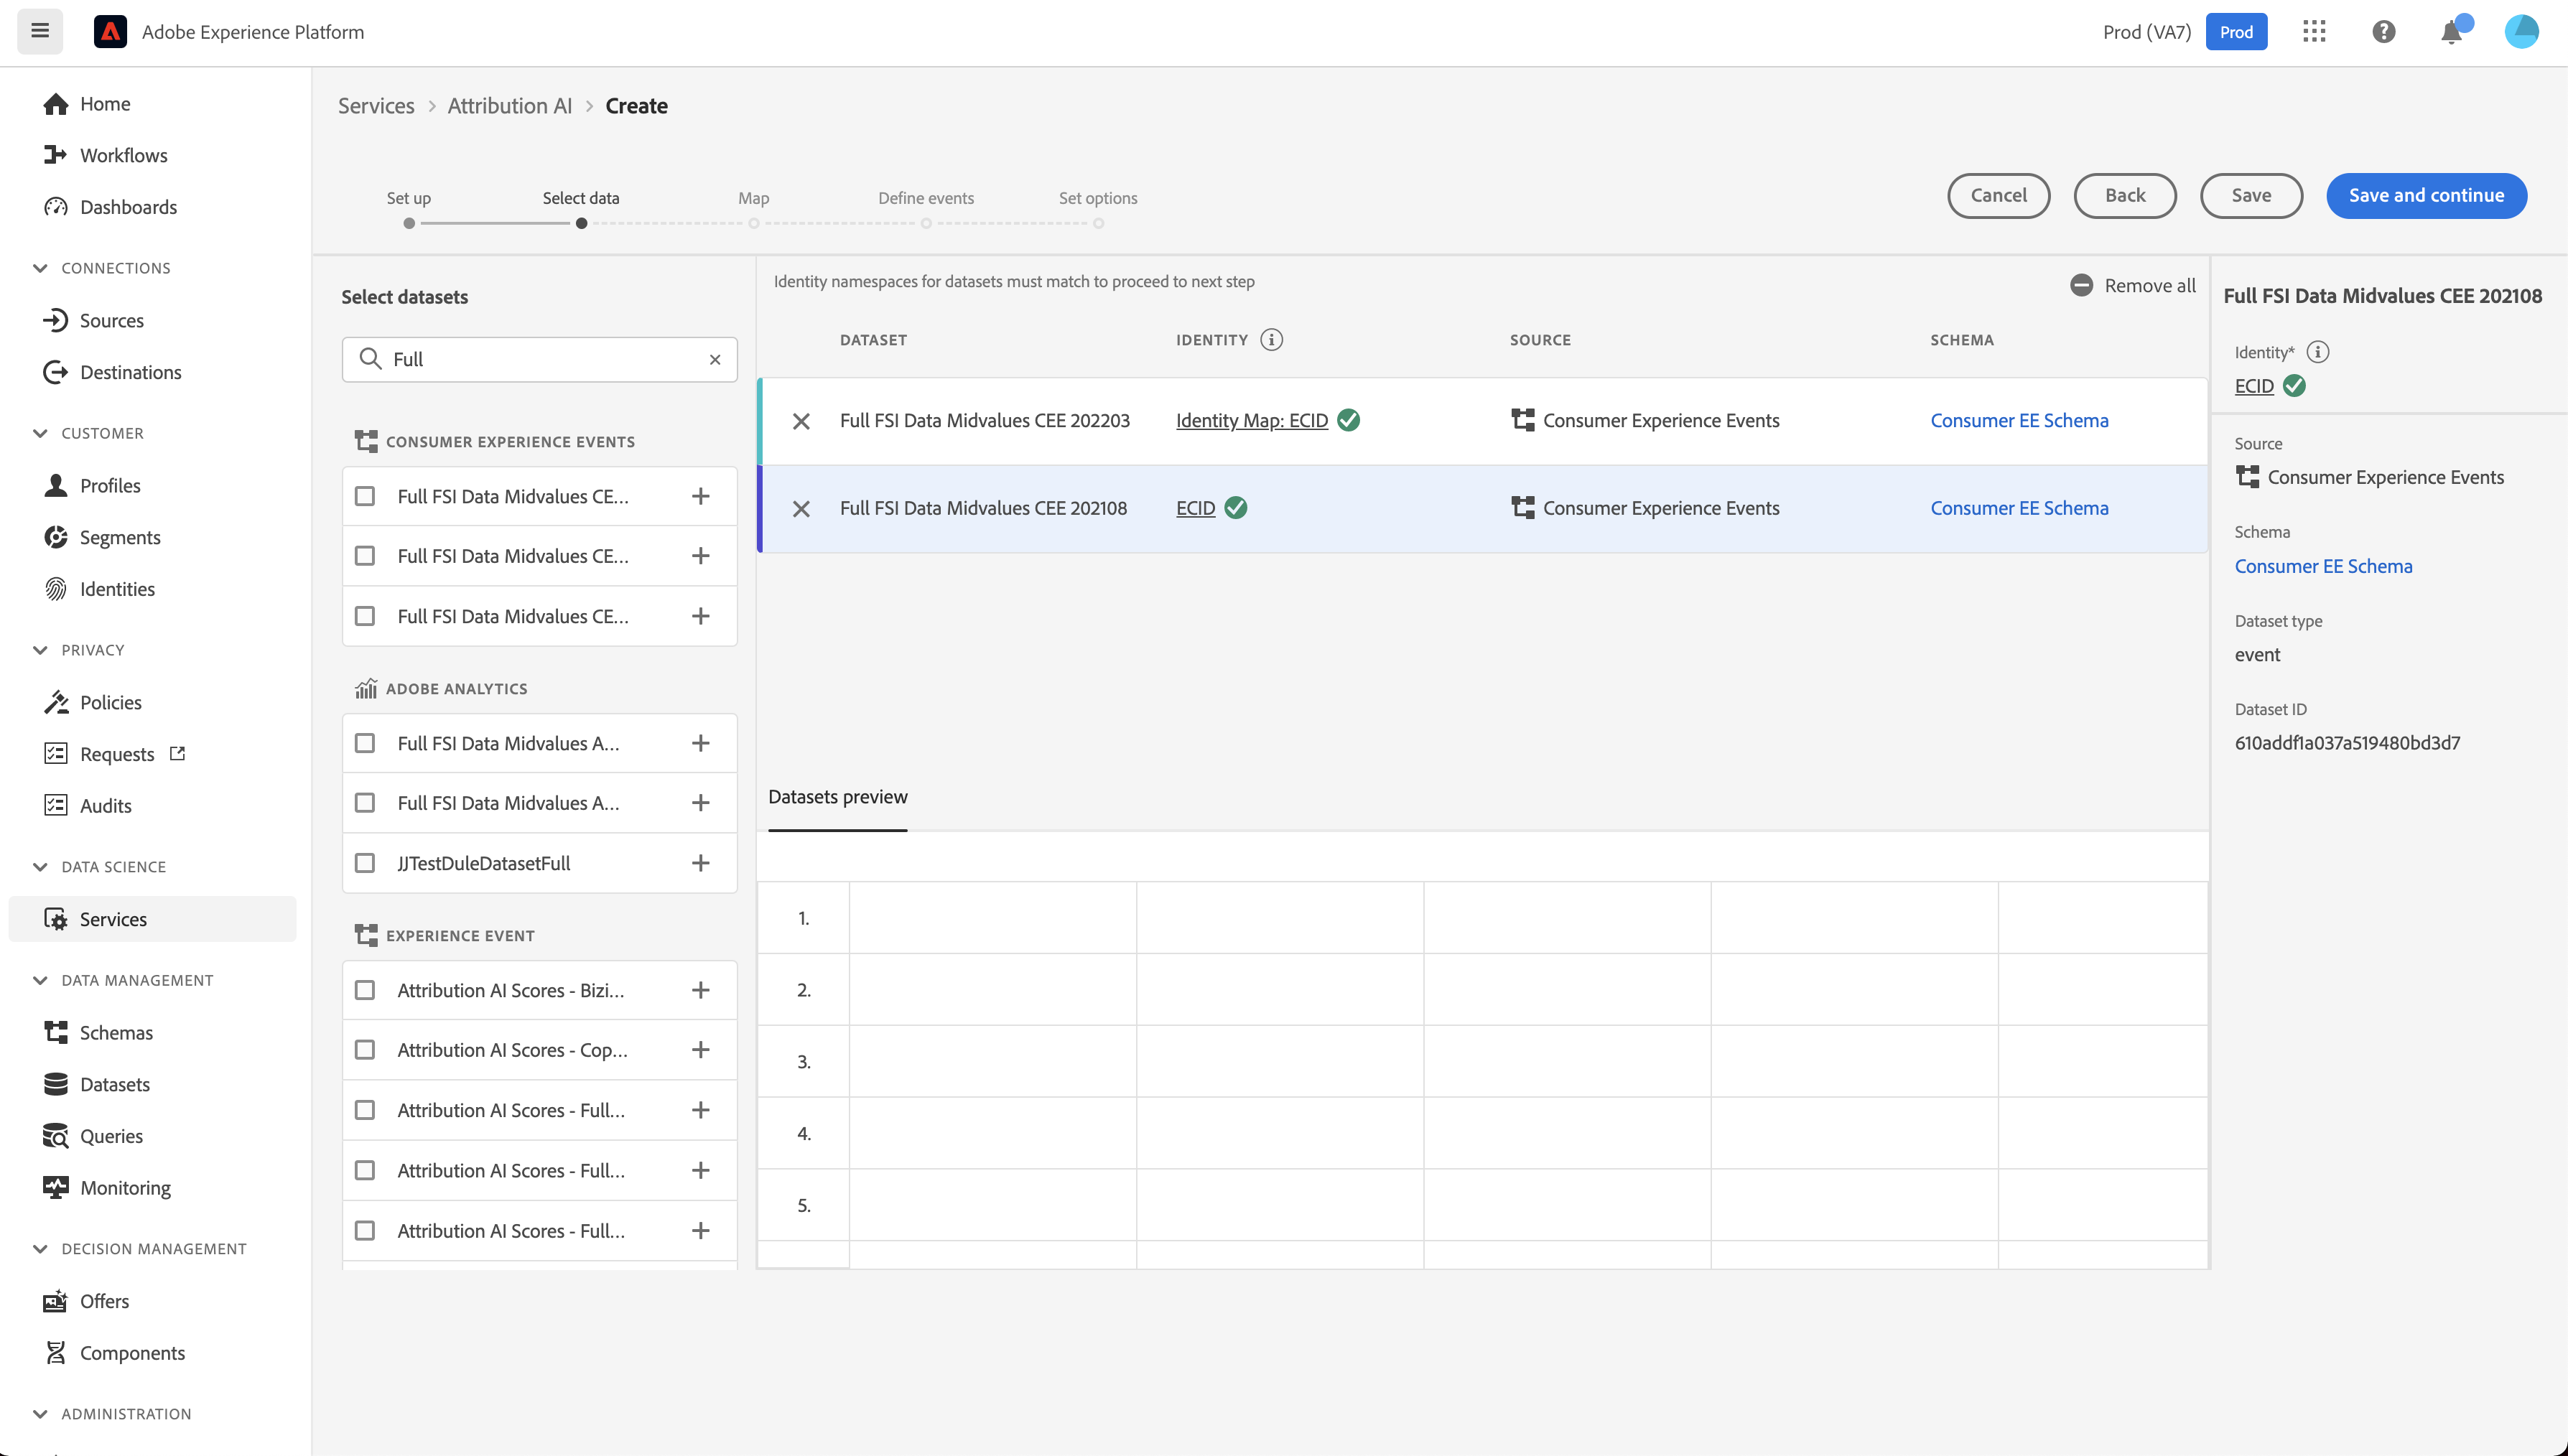 Adobe Experience Platform
Prod (VA7)
Prod
Home
Workflows
Dashboards
CONNECTIONS
Sources
Destinations
CUSTOMER
Profiles
Segments
Identities
PRIVACY
Policies
Requests
Audits
DATA SCIENCE
Services
DATA MANAGEMENT
Schemas
Datasets
Queries
Monitoring
DECISION MANAGEMENT
Offers
Components
ADMINISTRATION
Services > Attribution AI > Create
Set up
Select data
Map
Define events
Set options
Cancel
Back
Save
Save and continue
Select datasets
Full
CONSUMER EXPERIENCE EVENTS
Full FSI Data Midvalues CE...
Full FSI Data Midvalues CE...
Full FSI Data Midvalues CE...
ADOBE ANALYTICS
Full FSI Data Midvalues A...
Full FSI Data Midvalues A...
JJTestDuleDatasetFull
EXPERIENCE EVENT
Attribution AI Scores - Bizi...
Attribution AI Scores - Cop...
Attribution AI Scores - Full...
Attribution AI Scores - Full...
Attribution AI Scores - Full...
Identity namespaces for datasets must match to proceed to next step
Remove all
DATASET IDENTITY SOURCE SCHEMA
Full FSI Data Midvalues CEE 202203 Identity Map: ECID Consumer Experience Events Consumer EE Schema
Full FSI Data Midvalues CEE 202108 ECID Consumer Experience Events Consumer EE Schema
Datasets preview
1.
2.
3.
4.
5.
Full FSI Data Midvalues CEE 202108
Identity*
ECID
Source
Consumer Experience Events
Schema
Consumer EE Schema
Dataset type
event
Dataset ID
610addf1a037a519480bd3d7